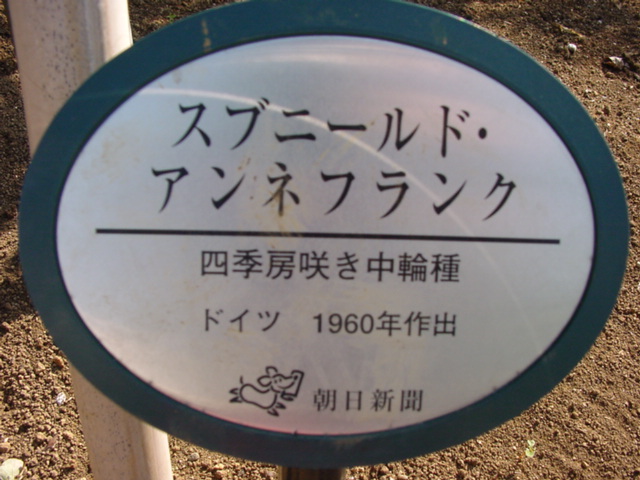 スブニールド・
アンネフランク
四季房咲き中輪種
ドイツ 1960年作出
朝日新聞